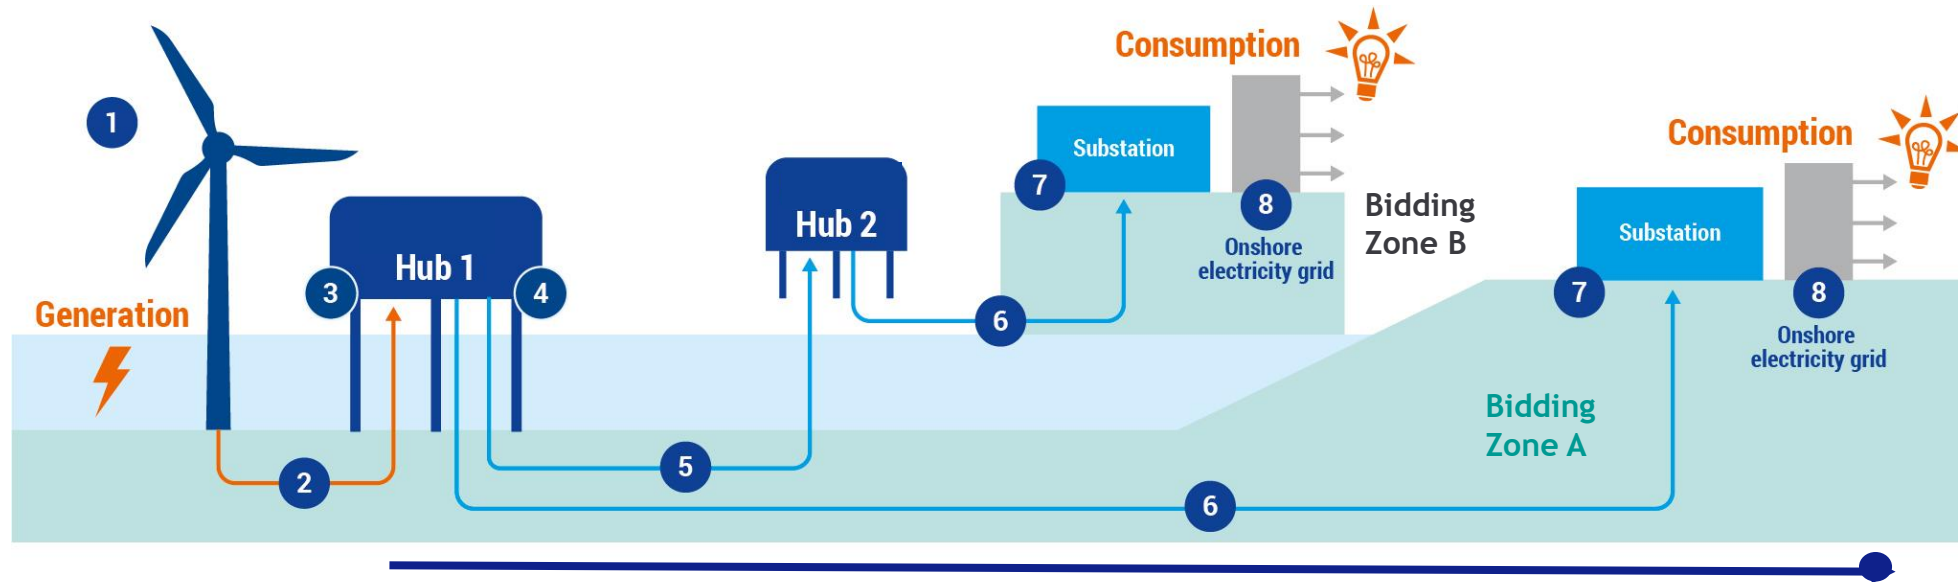 1
Generation
2
3
Hub 1
4
5
Hub 2
6
Consumption
Substation
7
8
Onshore
electricity grid
Bidding
Zone B
6
Consumption
Substation
7
8
Onshore
electricity grid
Bidding
Zone A